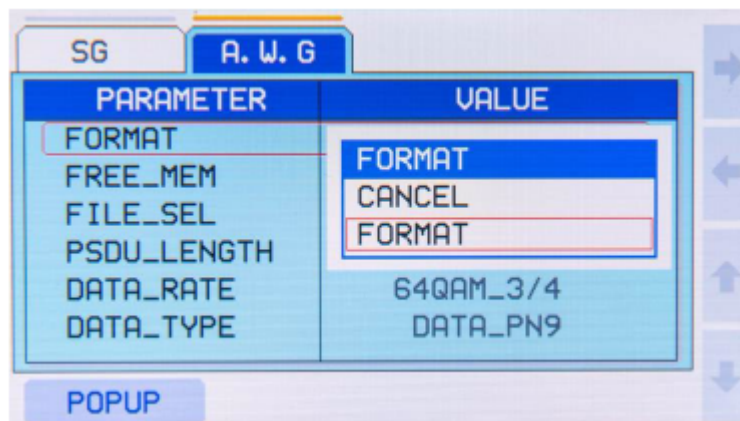 SG A.W.G
PARAMETER VALUE
FORMAT
FREE_MEM
FILE_SEL
PSDU_LENGTH
DATA_RATE 64QAM_3/4
DATA_TYPE DATA_PN9
FORMAT
CANCEL
FORMAT
POPUP